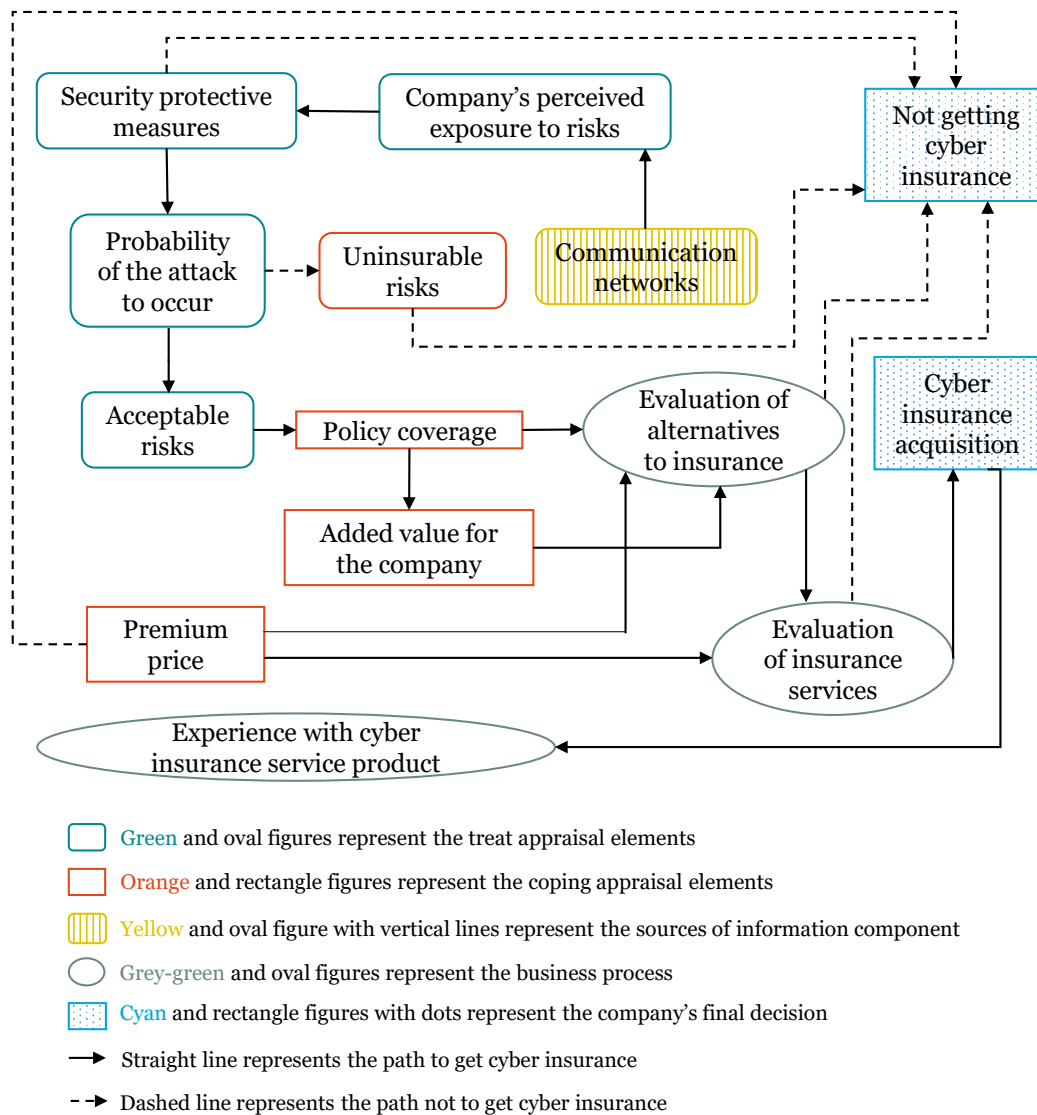 Security protective
measures
Company's perceived
exposure to risks
Not getting
cyber
insurance
Probability
of the attack
to occur
Uninsurable
risks
Communication
networks
Acceptable
risks
Policy coverage
Evaluation of
alternatives
to insurance
Cyber
insurance
acquisition
Added value for
the company
Premium
price
Evaluation
of insurance
services
Experience with cyber
insurance service product
Green and oval figures represent the treat appraisal elements
Orange and rectangle figures represent the coping appraisal elements
Yellow and oval figure with vertical lines represent the sources of information component
Grey-green and oval figures represent the business process
Cyan and rectangle figures with dots represent the company's final decision
Straight line represents the path to get cyber insurance
Dashed line represents the path not to get cyber insurance